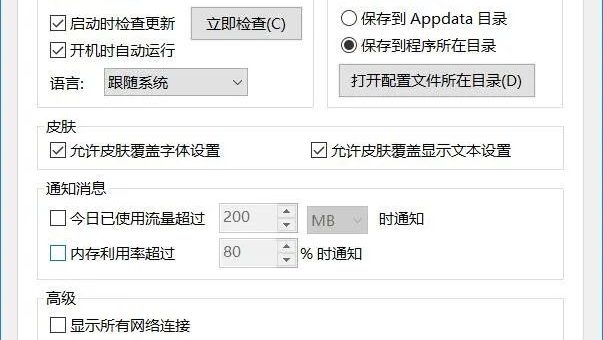 启动时检查更新 立即检查(C)
开机时自动运行
语言: 跟随系统
保存到 Appdata 目录
保存到程序所在目录
打开配置文件所在目录(D)
皮肤
允许皮肤覆盖字体设置 允许皮肤覆盖显示文本设置
通知消息
今日已使用流量超过 200 MB 时通知
内存利用率超过 80 % 时通知
高级
显示所有网络连接